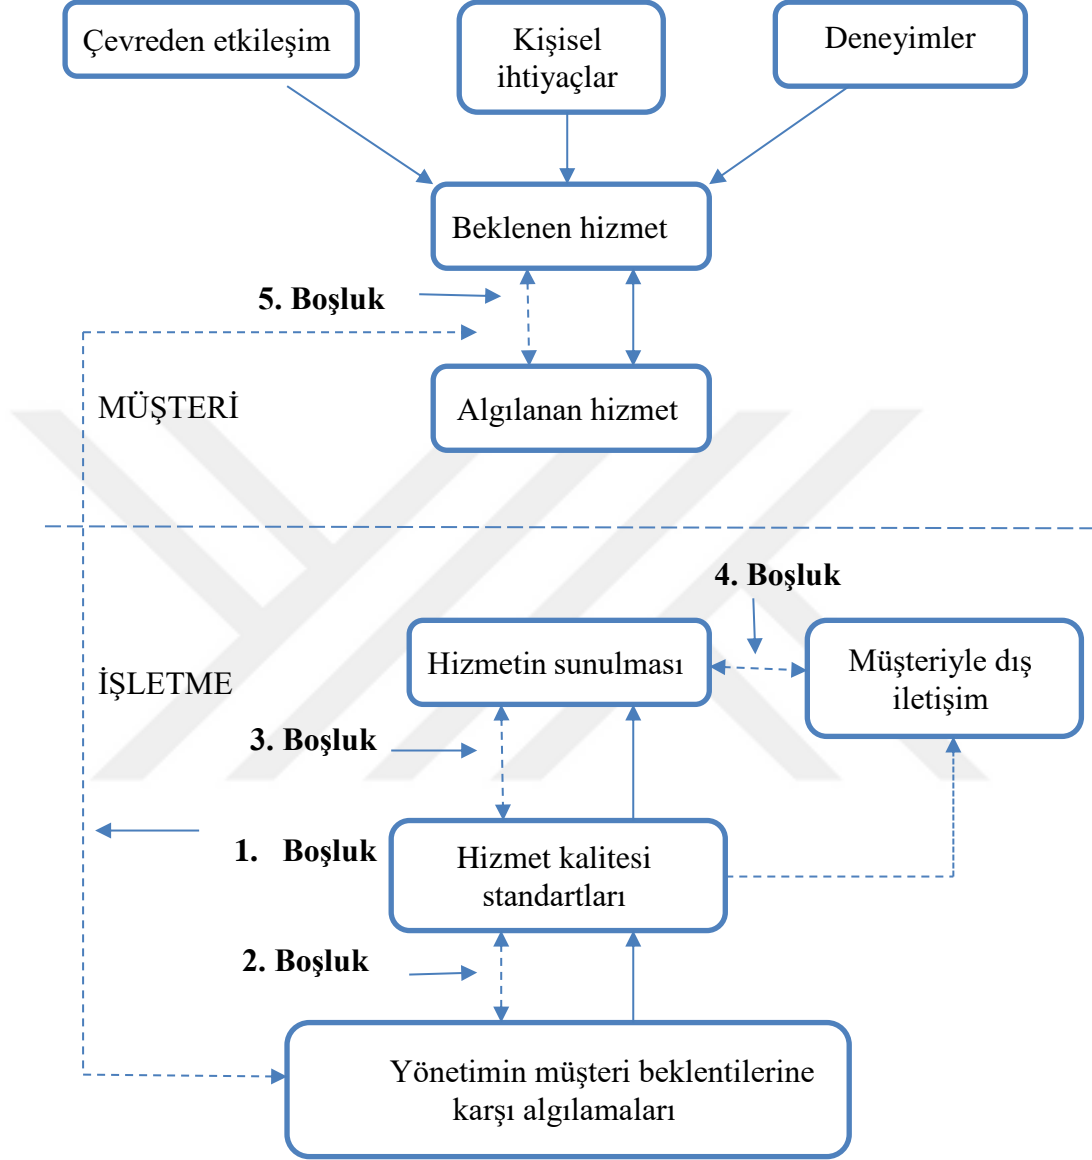 Çevreden etkileşim
Kişisel
ihtiyaçlar
Deneyimler
Beklenen hizmet
5. Boşluk
MÜŞTERİ
Algılanan hizmet
4. Boşluk
Hizmetin sunulması
Müşteriyle dış
iletişim
İŞLETME
3. Boşluk
1. Boşluk
Hizmet kalitesi
standartları
2. Boşluk
Yönetimin müşteri beklentilerine
karşı algılamaları